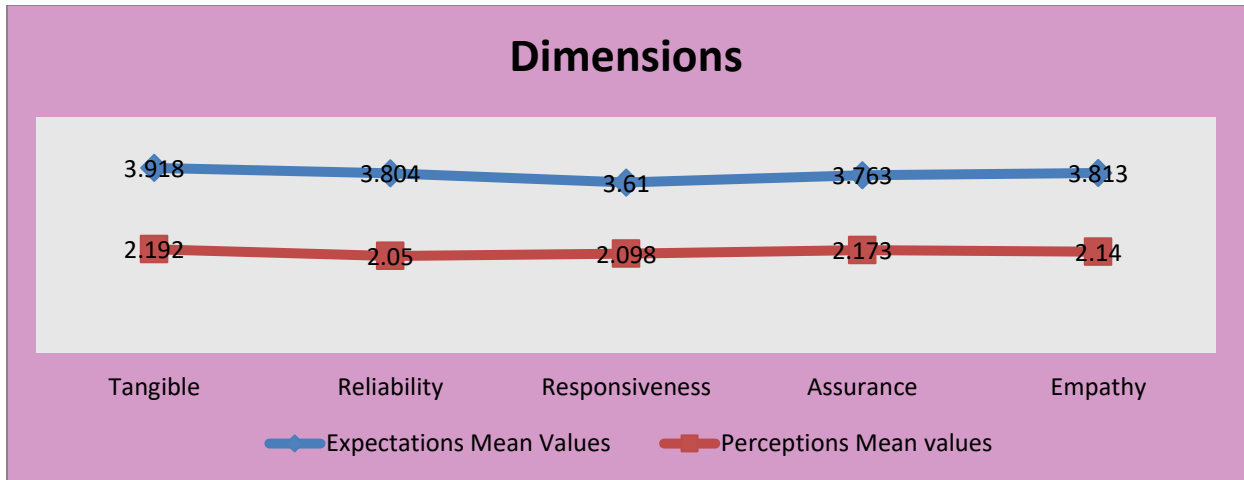 Dimensions
3.918 3.804 3.61 3.763 3.813
2.192 2.05 2.098 2.173 2.14
Tangible Reliability Responsiveness Assurance Empathy
Expectations Mean Values Perceptions Mean values